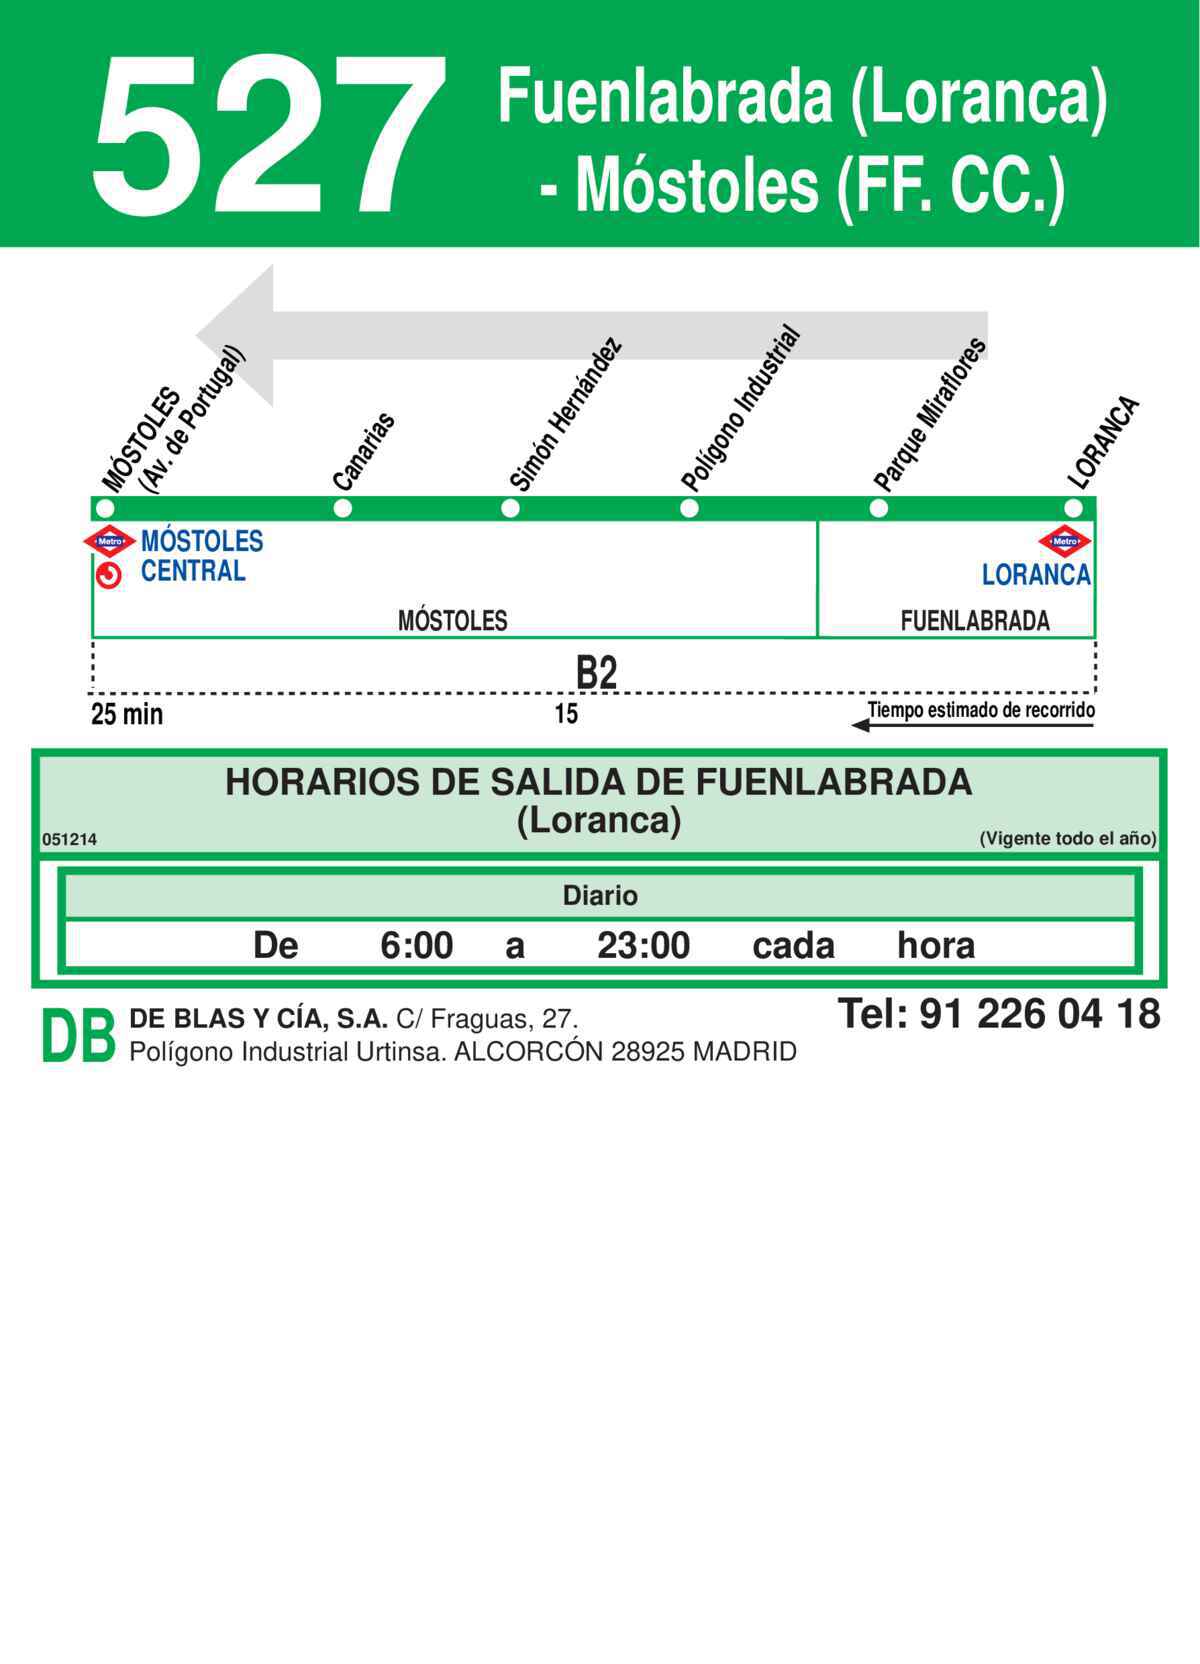 527
Fuenlabrada (Loranca)
- Móstoles (FF. CC.)
MÓSTOLES
(Av. de Portugal)
Canarias
Simón Hernández
Polígono Industrial
Parque Miraflores
LORANCA
Metro
MÓSTOLES
CENTRAL
Metro
LORANCA
MÓSTOLES
FUENLABRADA
B2
25 min
15
Tiempo estimado de recorrido
HORARIOS DE SALIDA DE FUENLABRADA
(Loranca)
051214
(Vigente todo el año)
Diario
De 6:00 a 23:00 cada hora
DB
DE BLAS Y CÍA, S.A. C/ Fraguas, 27.
Polígono Industrial Urtinsa. ALCORCÓN 28925 MADRID
Tel: 91 226 04 18